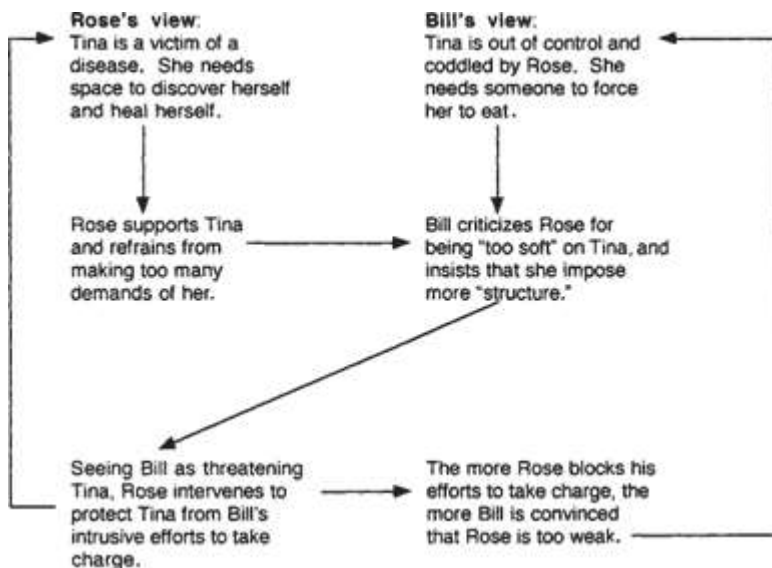 Rose's view:
Tina is a victim of a
disease. She needs
space to discover herself
and heal herself.
Bill's view:
Tina is out of control and
coddled by Rose. She
needs someone to force
her to eat.
Rose supports Tina
and refrains from
making too many
demands of her.
Bill criticizes Rose for
being "too soft" on Tina, and
insists that she impose
more "structure."
Seeing Bill as threatening
Tina, Rose intervenes to
protect Tina from Bill's
intrusive efforts to take
charge.
The more Rose blocks his
efforts to take charge, the
more Bill is convinced
that Rose is too weak.